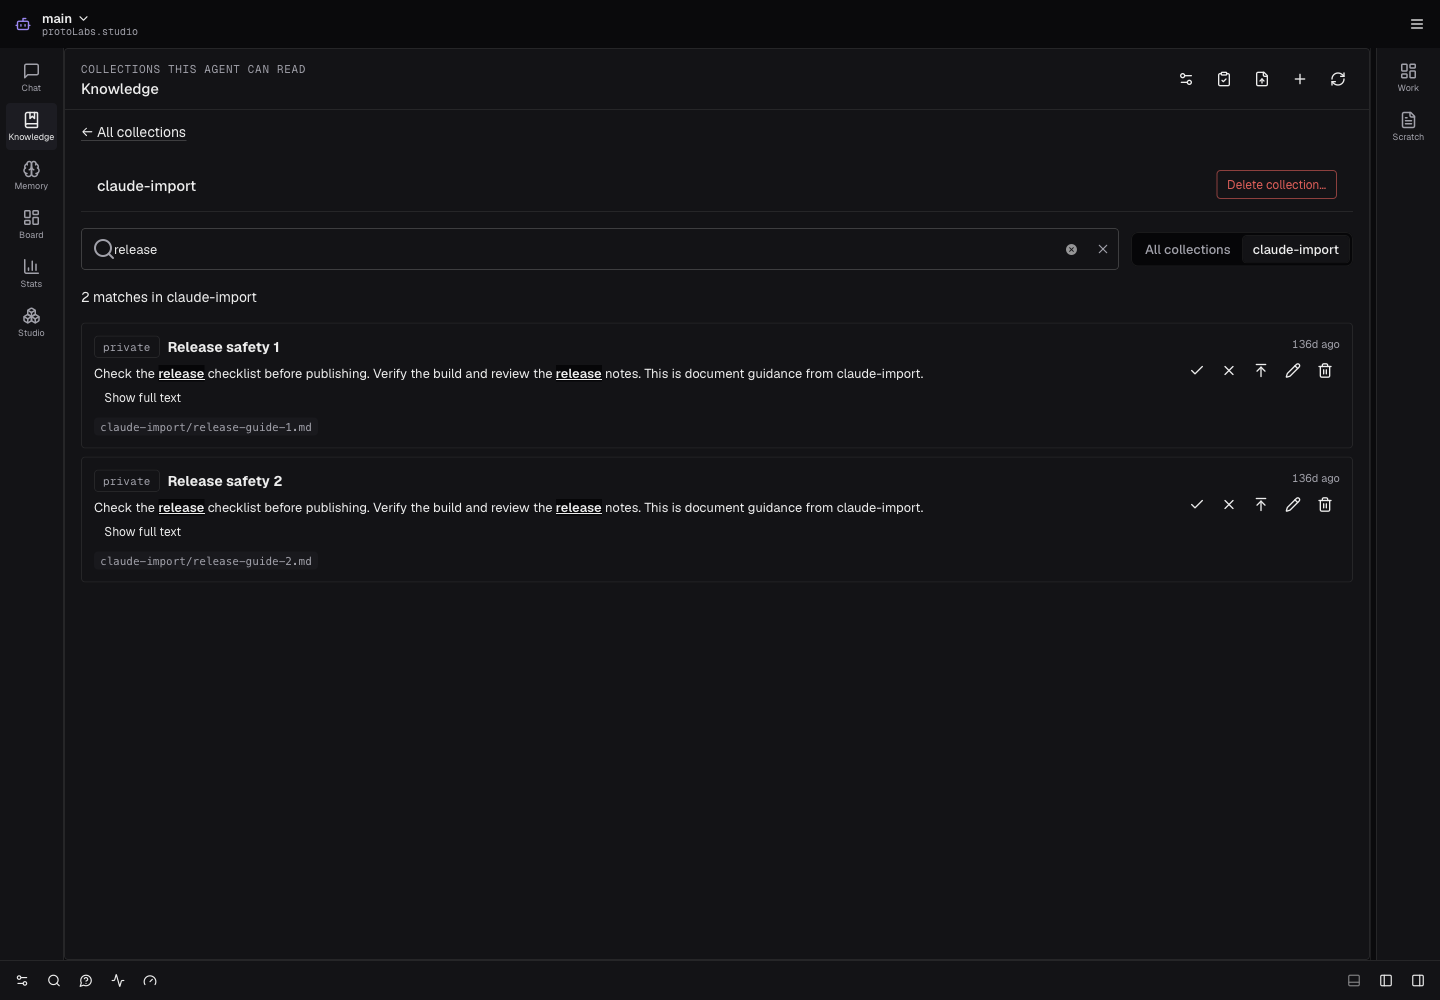 main
protoLabs.studio
Chat
Knowledge
Memory
Board
Stats
Studio
COLLECTIONS THIS AGENT CAN READ
Knowledge
← All collections
claude-import
Delete collection…
release
All collections
claude-import
2 matches in claude-import
private
Release safety 1
136d ago
Check the release checklist before publishing. Verify the build and review the release notes. This is document guidance from claude-import.
Show full text
claude-import/release-guide-1.md
private
Release safety 2
136d ago
Check the release checklist before publishing. Verify the build and review the release notes. This is document guidance from claude-import.
Show full text
claude-import/release-guide-2.md
Work
Scratch